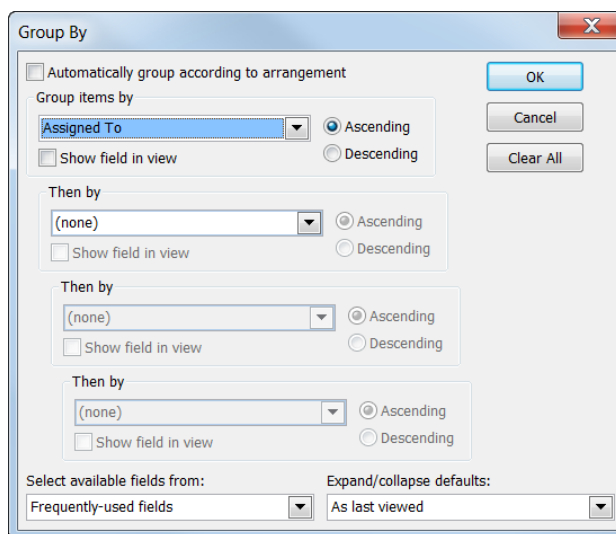 Group By
Automatically group according to arrangement
OK
Group items by
Assigned To
Ascending
Cancel
Show field in view
Descending
Clear All
Then by
(none)
Ascending
Show field in view
Descending
Then by
(none)
Ascending
Show field in view
Descending
Then by
(none)
Ascending
Show field in view
Descending
Select available fields from:
Expand/collapse defaults:
Frequently-used fields
As last viewed